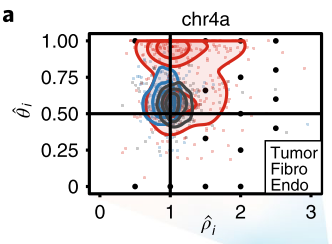 a
chr4a
1.00
0.75
0.50
0.25
0
θ̂i
Tumor
Fibro
Endo
0 1 2 3
ρ̂i